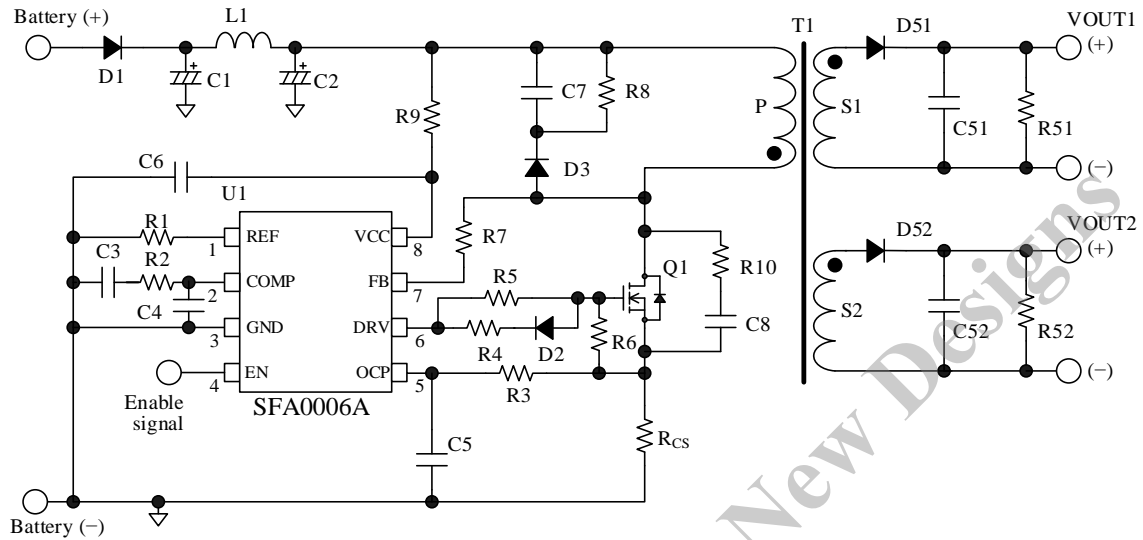 Battery (+)
L1
T1
D51
VOUT1
(+)
D1
C1
C2
C7
R8
R9
P
S1
C51
R51
C6
D3
(−)
U1
VOUT2
R1
REF
VCC
R7
D52
(+)
1
8
C3
R2
COMP
FB
R5
Q1
R10
2
7
C4
GND
DRV
S2
C52
R52
3
6
R4
D2
R6
C8
EN
OCP
4
5
R3
(−)
Enable
signal
SFA0006A
C5
RCS
Battery (−)
New Designs